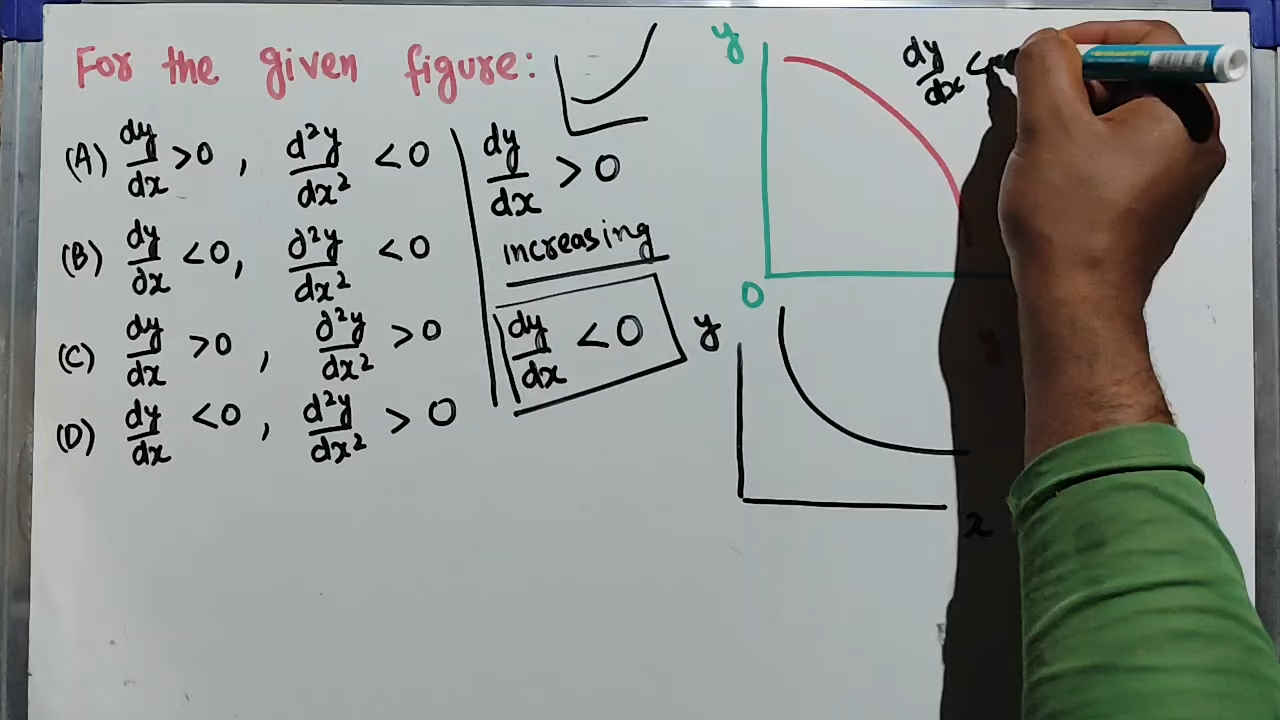 For the given figure:
(A) dy/dx > 0 , d²y/dx² < 0
(B) dy/dx < 0, d²y/dx² < 0
(C) dy/dx > 0 , d²y/dx² > 0
(D) dy/dx < 0 , d²y/dx² > 0
dy/dx > 0
increasing
dy/dx < 0
y
dy/dx <
0
y
x